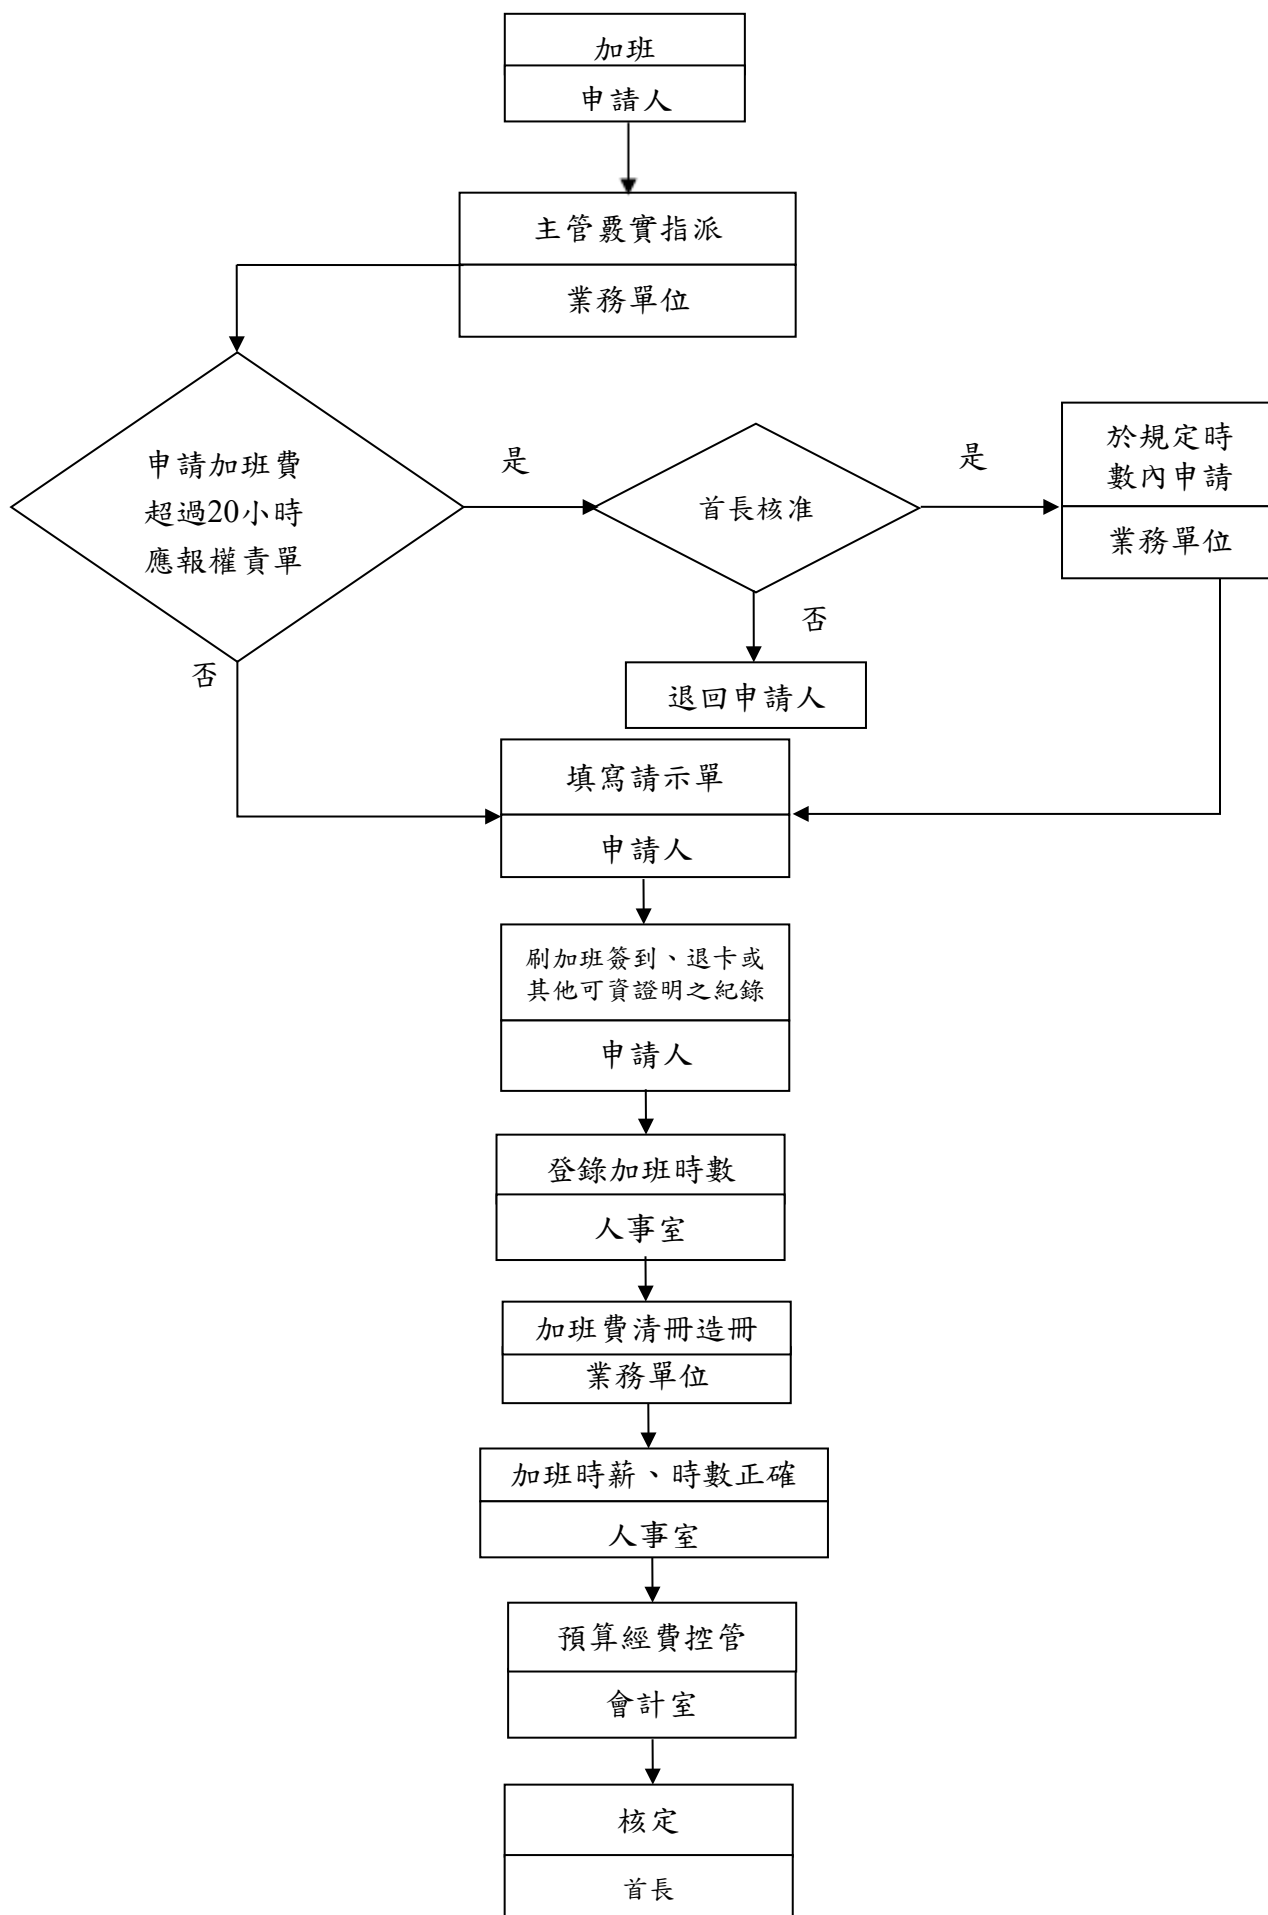 加班
申請人
主管覈實指派
業務單位
申請加班費
超過20小時
應報權責單
是
首長核准
是
於規定時
數內申請
業務單位
否
退回申請人
否
填寫請示單
申請人
刷加班簽到、退卡或
其他可資證明之紀錄
申請人
登錄加班時數
人事室
加班費清冊造冊
業務單位
加班時薪、時數正確
人事室
預算經費控管
會計室
核定
首長